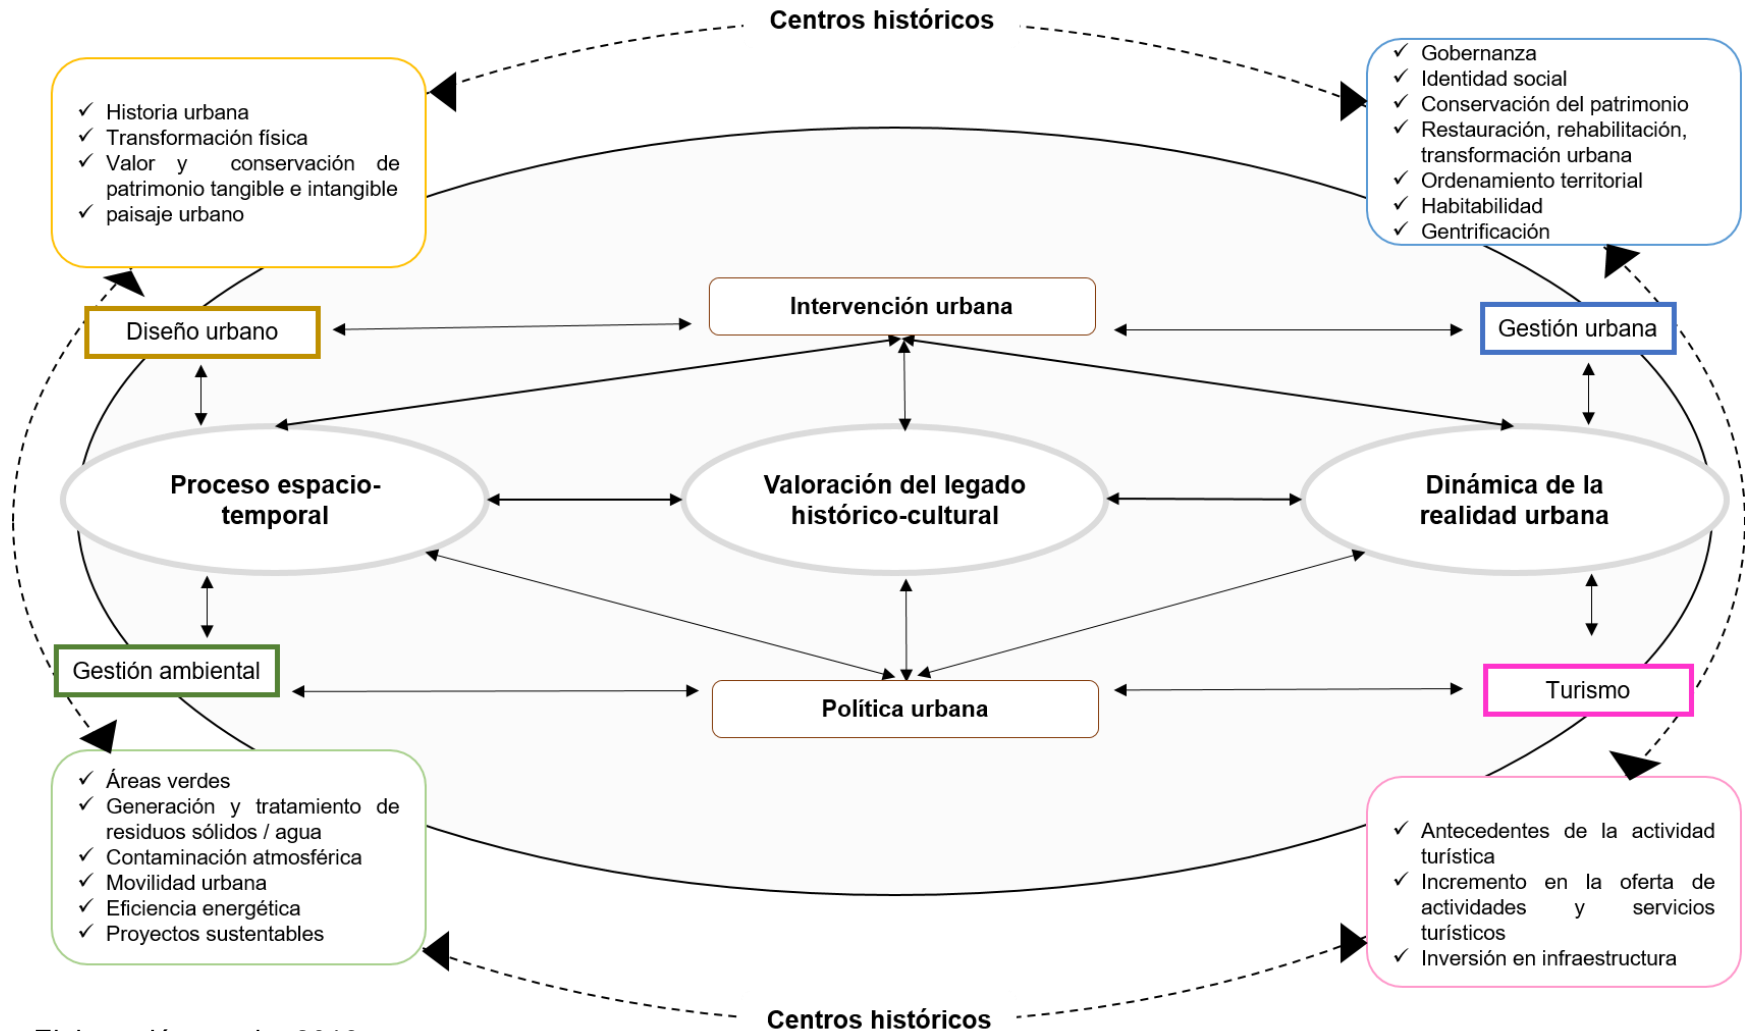 Centros históricos
✓ Historia urbana
✓ Transformación física
✓ Valor y conservación de
patrimonio tangible e intangible
✓ paisaje urbano
✓ Gobernanza
✓ Identidad social
✓ Conservación del patrimonio
✓ Restauración, rehabilitación,
transformación urbana
✓ Ordenamiento territorial
✓ Habitabilidad
✓ Gentrificación
Diseño urbano
Intervención urbana
Gestión urbana
Proceso espacio-
temporal
Valoración del legado
histórico-cultural
Dinámica de la
realidad urbana
Gestión ambiental
Política urbana
Turismo
✓ Áreas verdes
✓ Generación y tratamiento de
residuos sólidos / agua
✓ Contaminación atmosférica
✓ Movilidad urbana
✓ Eficiencia energética
✓ Proyectos sustentables
✓ Antecedentes de la actividad
turística
✓ Incremento en la oferta de
actividades y servicios
turísticos
✓ Inversión en infraestructura
Centros históricos